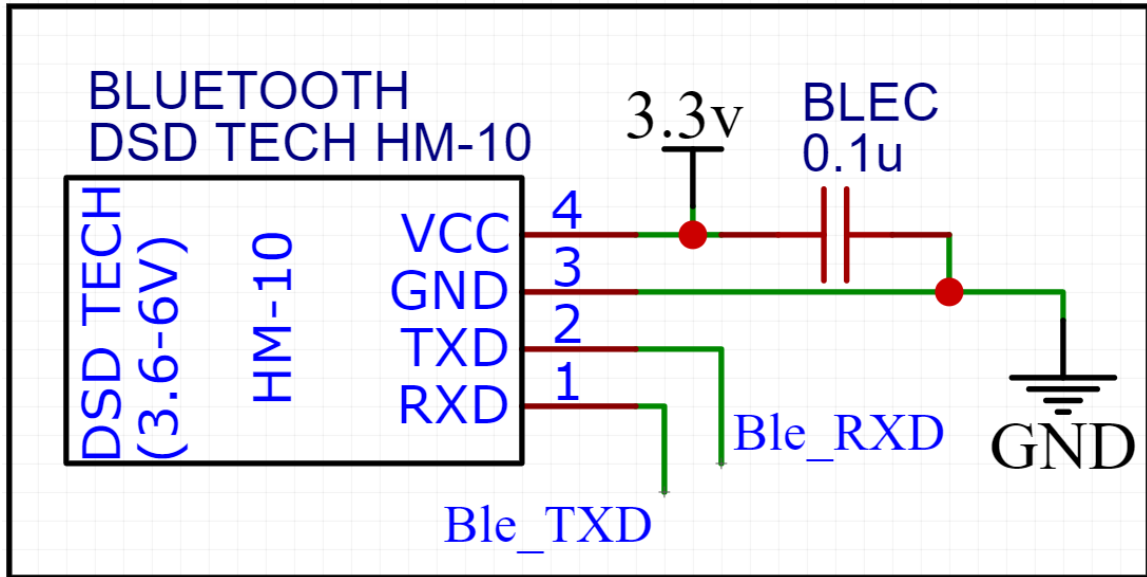 BLUETOOTH
DSD TECH HM-10
3.3v
BLEC
0.1u
DSD TECH
(3.6-6V)
HM-10
VCC 4
GND 3
TXD 2
RXD 1
Ble_RXD
Ble_TXD
GND